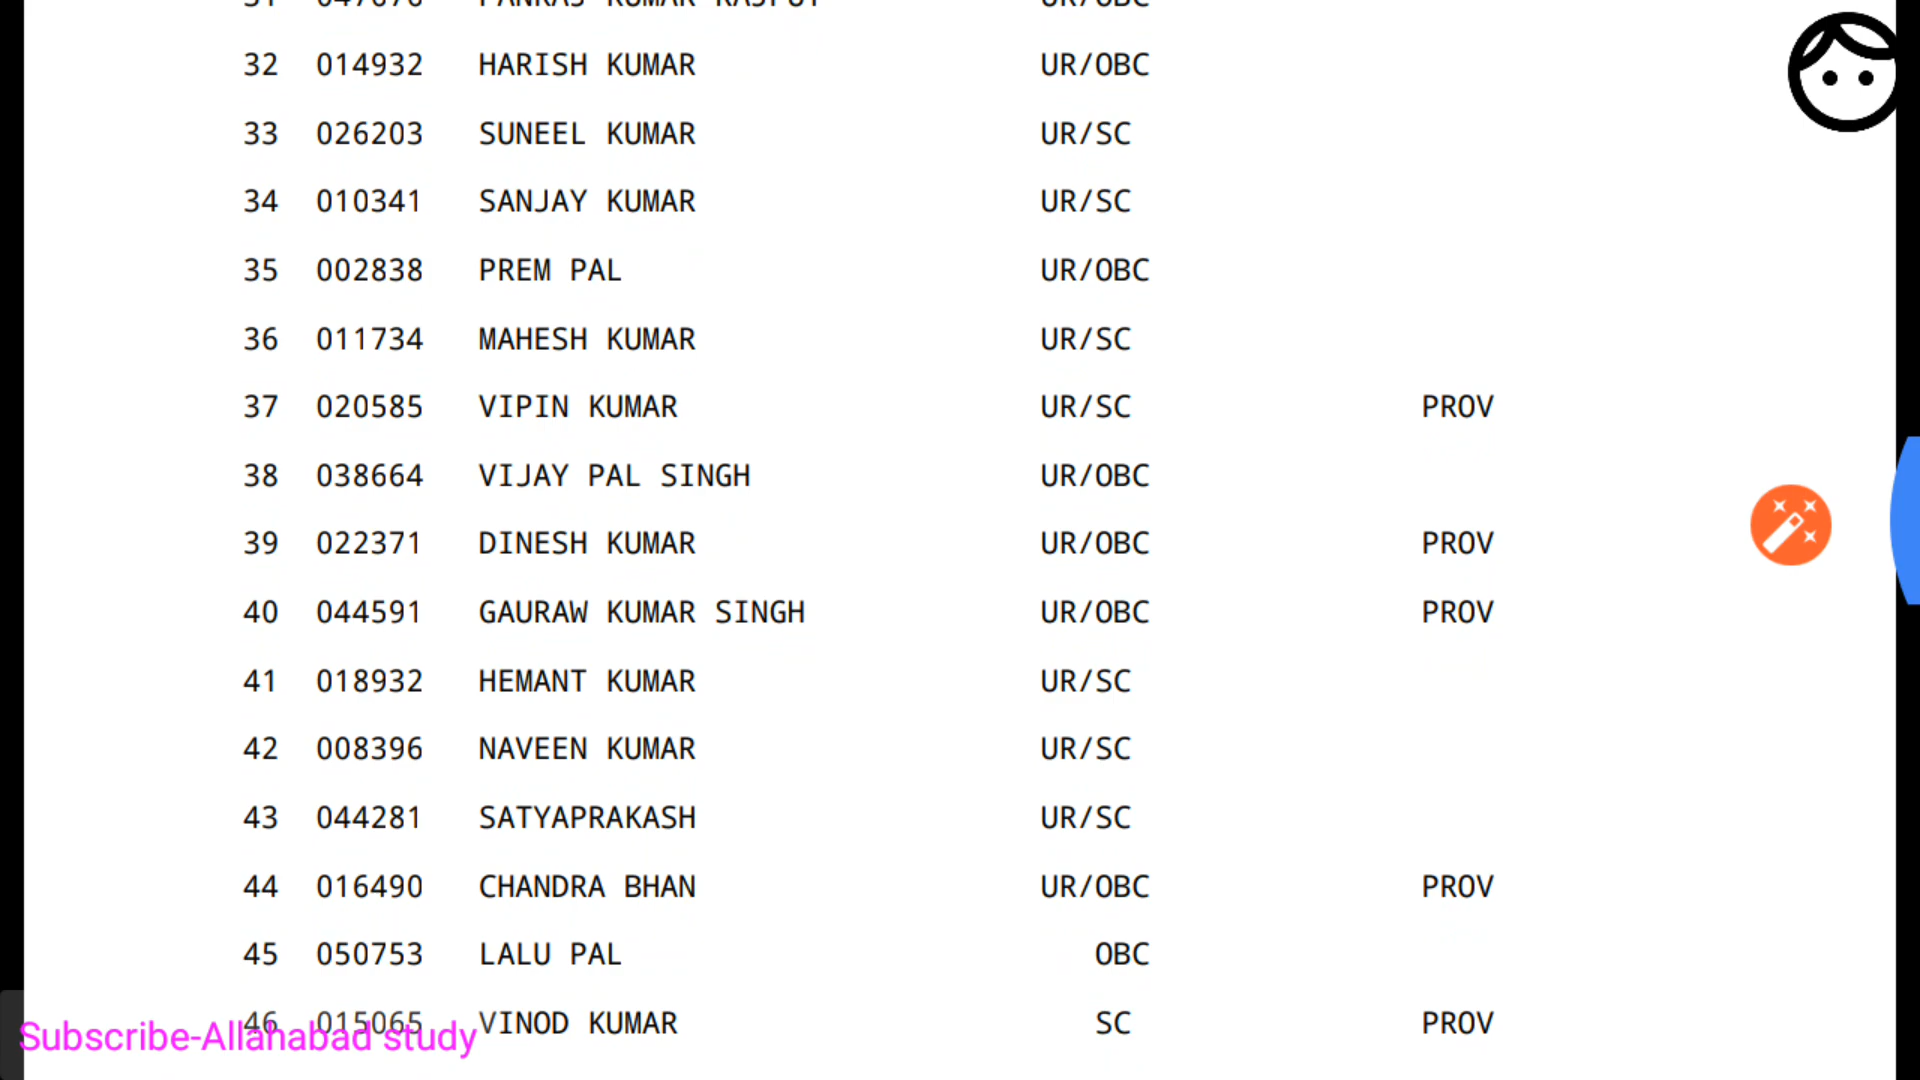 32 014932 HARISH KUMAR UR/OBC
33 026203 SUNEEL KUMAR UR/SC
34 010341 SANJAY KUMAR UR/SC
35 002838 PREM PAL UR/OBC
36 011734 MAHESH KUMAR UR/SC
37 020585 VIPIN KUMAR UR/SC PROV
38 038664 VIJAY PAL SINGH UR/OBC
39 022371 DINESH KUMAR UR/OBC PROV
40 044591 GAURAW KUMAR SINGH UR/OBC PROV
41 018932 HEMANT KUMAR UR/SC
42 008396 NAVEEN KUMAR UR/SC
43 044281 SATYAPRAKASH UR/SC
44 016490 CHANDRA BHAN UR/OBC PROV
45 050753 LALU PAL OBC
46 015065 VINOD KUMAR SC PROV
Subscribe-Allahabad study